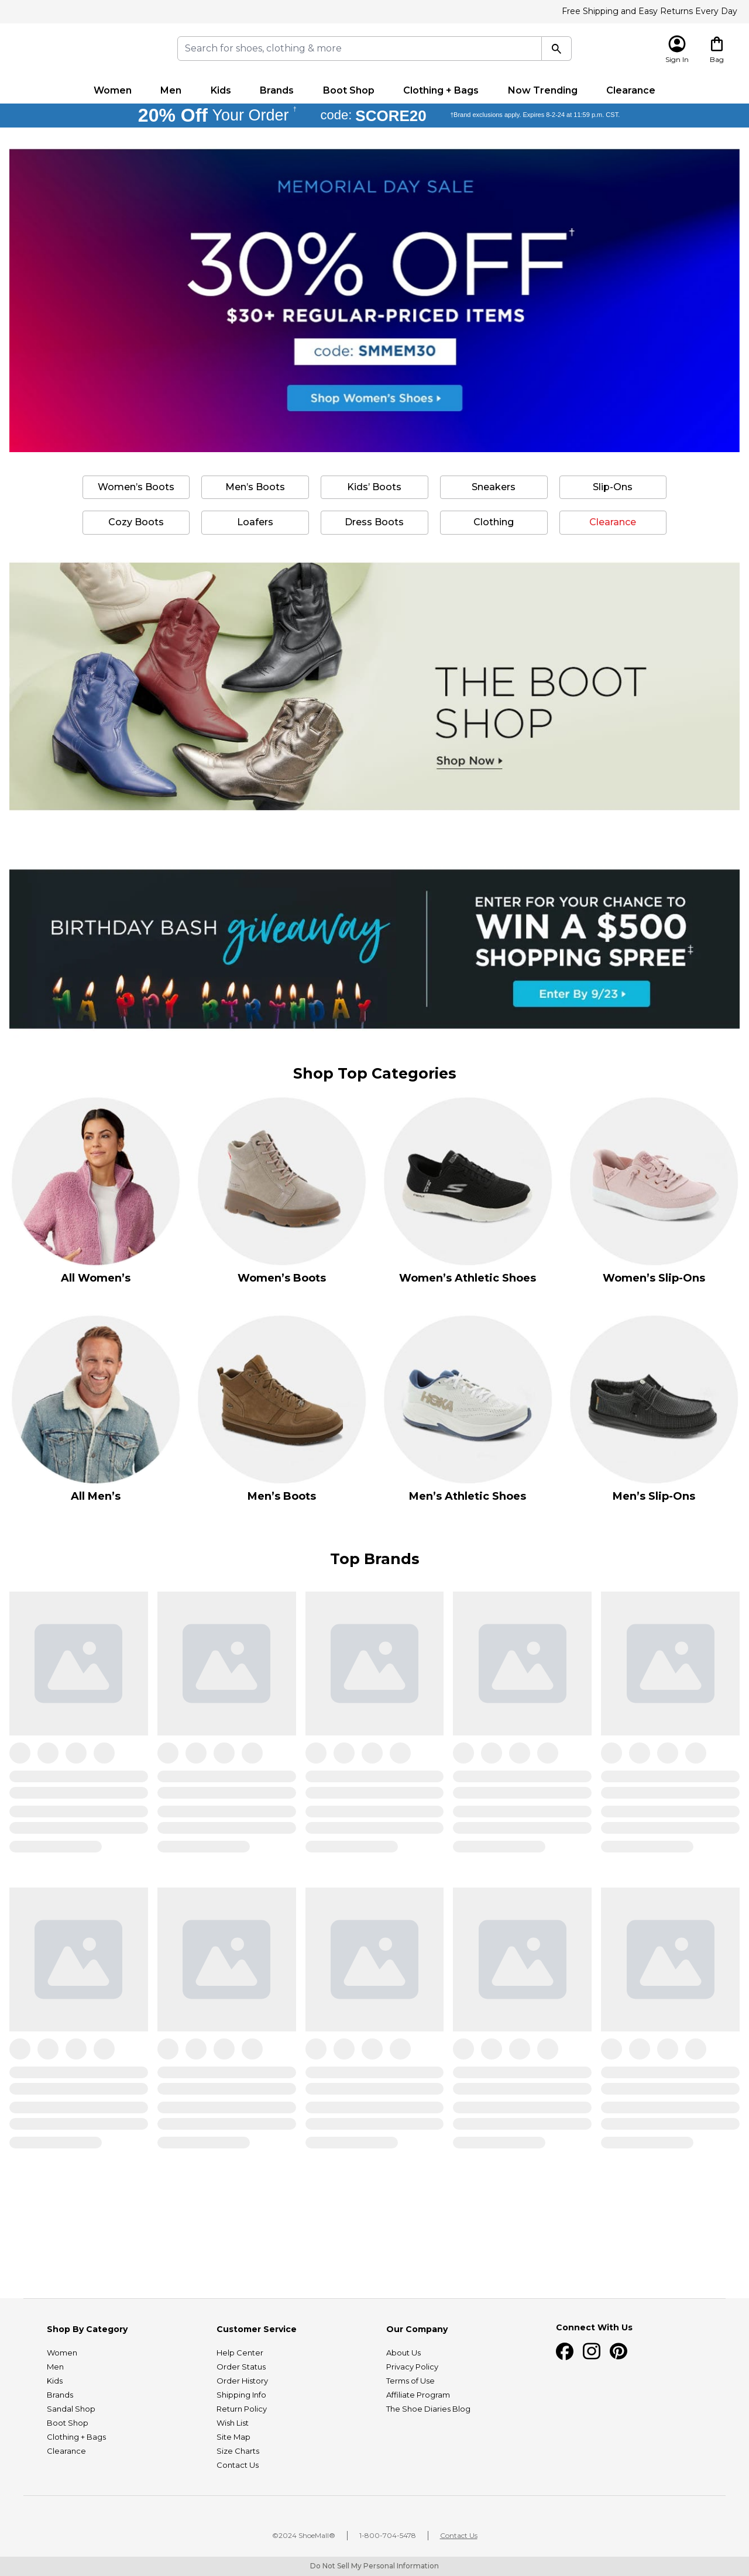 Free Shipping and Easy Returns Every Day
Search for shoes, clothing & more
Sign In
Bag
Women
Men
Kids
Brands
Boot Shop
Clothing + Bags
Now Trending
Clearance
20% Off Your Order † code: SCORE20 †Brand exclusions apply. Expires 8-2-24 at 11:59 p.m. CST.
MEMORIAL DAY SALE
30% OFF†
$30+ REGULAR-PRICED ITEMS
code: SMMEM30
Shop Women's Shoes
Women's Boots
Men's Boots
Kids' Boots
Sneakers
Slip-Ons
Cozy Boots
Loafers
Dress Boots
Clothing
Clearance
THE BOOT
SHOP
Shop Now
BIRTHDAY BASH giveaway
HAPPY BIRTHDAY
ENTER FOR YOUR CHANCE TO
WIN A $500
SHOPPING SPREE‡
Enter By 9/23
Shop Top Categories
All Women's
Women's Boots
Women's Athletic Shoes
Women's Slip-Ons
HOKA
All Men's
Men's Boots
Men's Athletic Shoes
Men's Slip-Ons
Top Brands
Shop By Category
Women
Men
Kids
Brands
Sandal Shop
Boot Shop
Clothing + Bags
Clearance
Customer Service
Help Center
Order Status
Order History
Shipping Info
Return Policy
Wish List
Site Map
Size Charts
Contact Us
Our Company
About Us
Privacy Policy
Terms of Use
Affiliate Program
The Shoe Diaries Blog
Connect With Us
©2024 ShoeMall®
1-800-704-5478
Contact Us
Do Not Sell My Personal Information